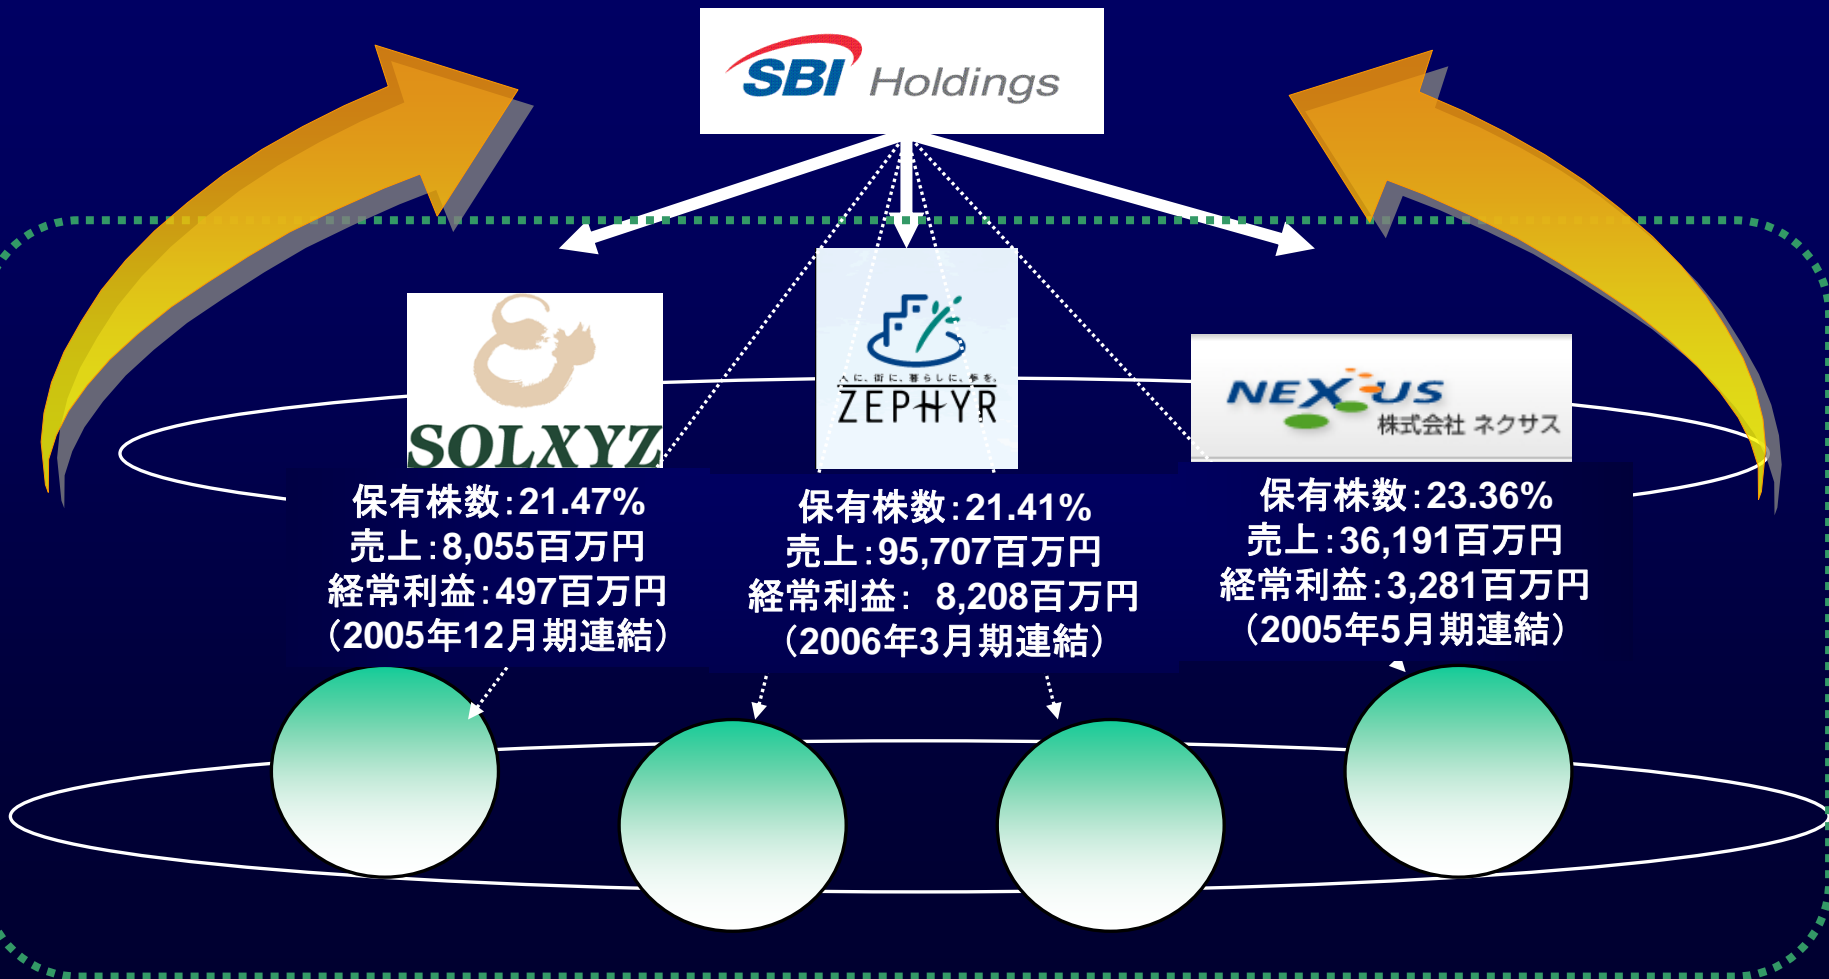 SBI Holdings
SOLXYZ
人に、街に、暮らしに、夢を。
ZEPHYR
NEXUS
株式会社 ネクサス
保有株数：21.47%
売上：8,055百万円
経常利益：497百万円
（2005年12月期連結）
保有株数：21.41%
売上：95,707百万円
経常利益： 8,208百万円
（2006年3月期連結）
保有株数：23.36%
売上：36,191百万円
経常利益：3,281百万円
（2005年5月期連結）